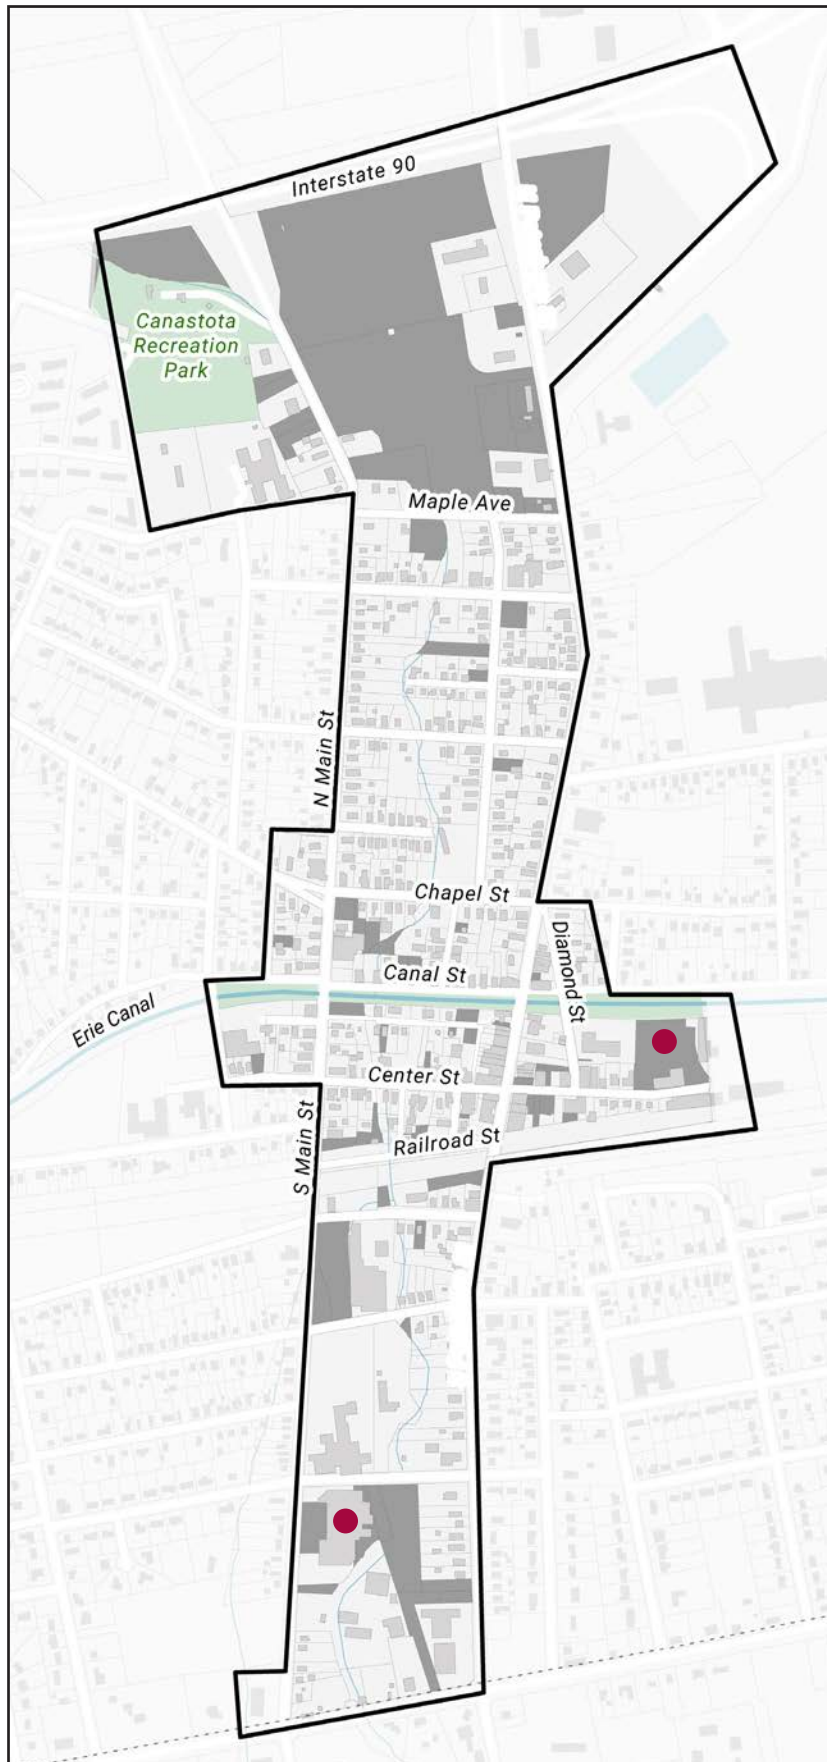 Interstate 90
Canastota
Recreation
Park
Maple Ave
N Main St
Chapel St
Diamond St
Canal St
Erie Canal
Center St
S Main St
Railroad St